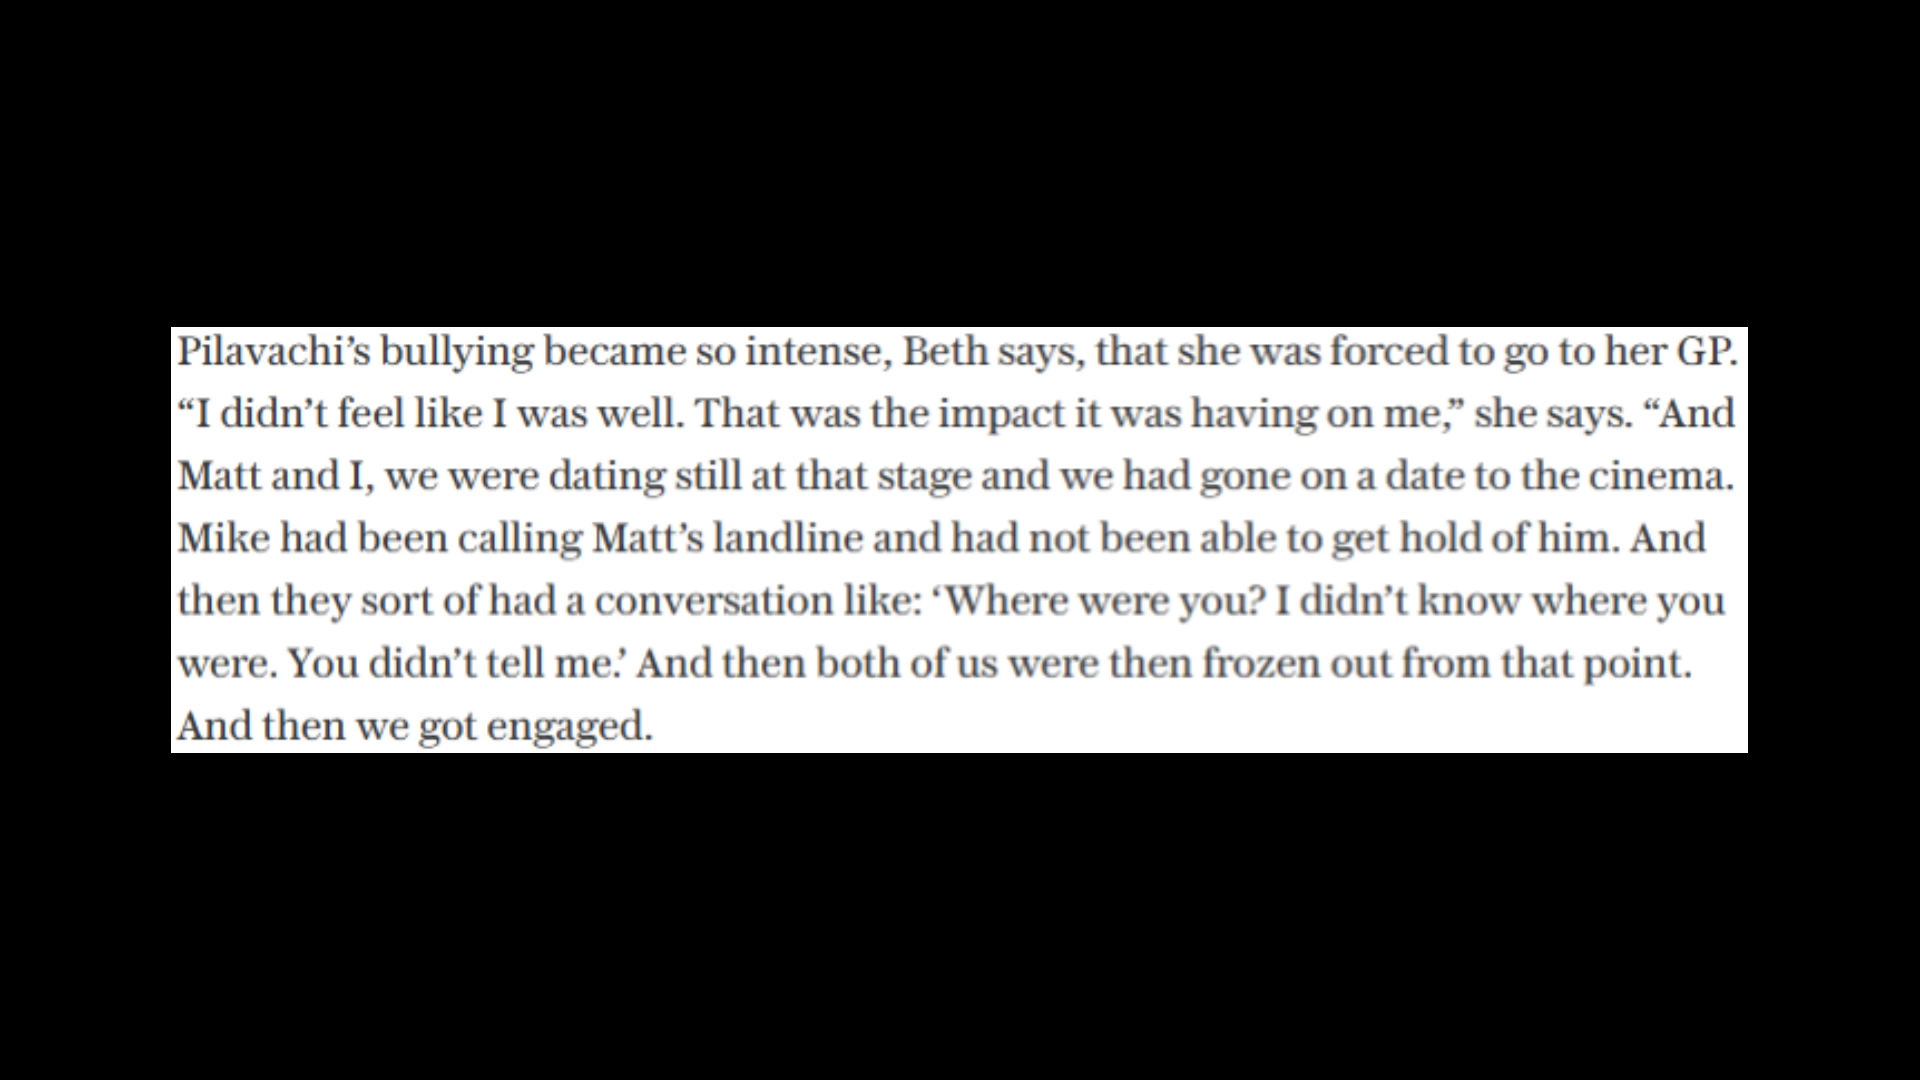 Pilavachi’s bullying became so intense, Beth says, that she was forced to go to her GP.
“I didn’t feel like I was well. That was the impact it was having on me,” she says. “And
Matt and I, we were dating still at that stage and we had gone on a date to the cinema.
Mike had been calling Matt’s landline and had not been able to get hold of him. And
then they sort of had a conversation like: ‘Where were you? I didn’t know where you
were. You didn’t tell me.’ And then both of us were then frozen out from that point.
And then we got engaged.